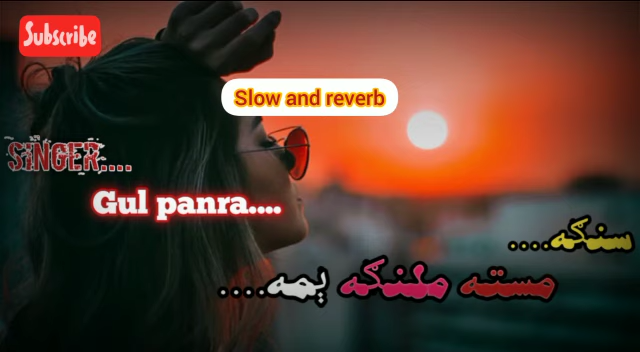 Subscribe
Slow and reverb
SINGER....
Gul panra....
سنګه....
مسته ملنګه یمه....